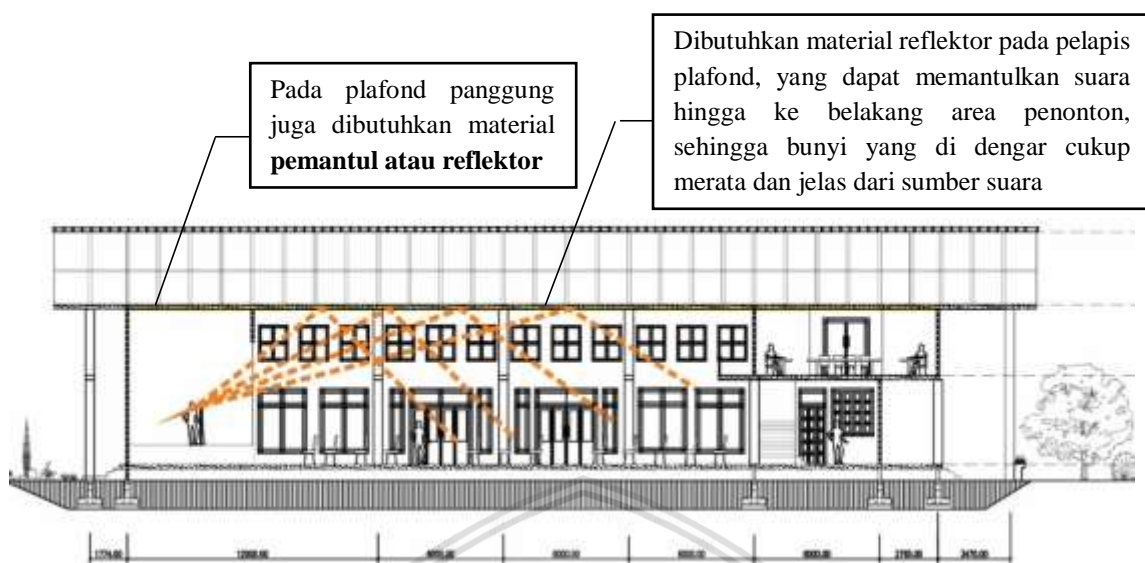 Pada plafond panggung
juga dibutuhkan material
pemantul atau reflektor
Dibutuhkan material reflektor pada pelapis
plafond, yang dapat memantulkan suara
hingga ke belakang area penonton,
sehingga bunyi yang di dengar cukup
merata dan jelas dari sumber suara